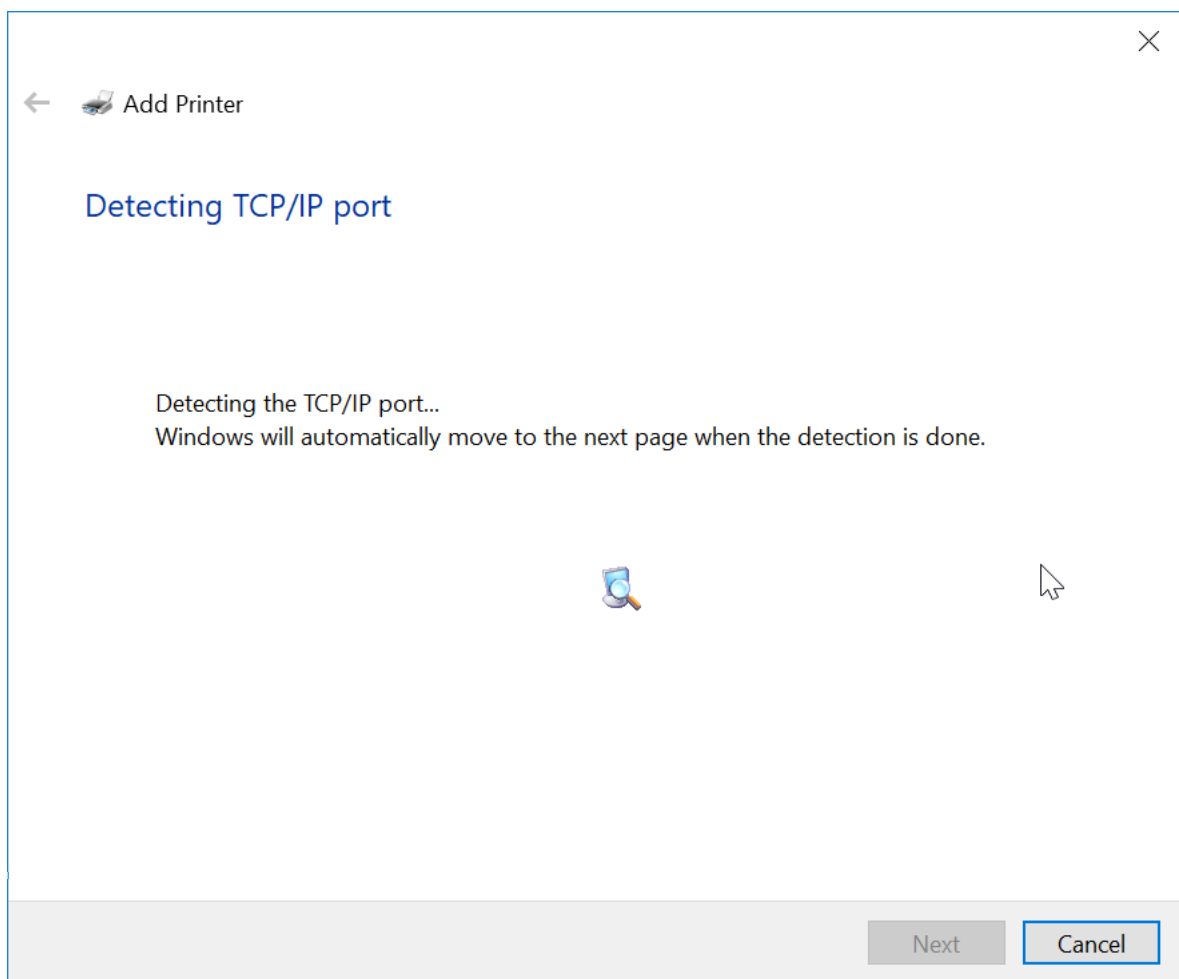 Add Printer
Detecting TCP/IP port
Detecting the TCP/IP port...
Windows will automatically move to the next page when the detection is done.
Next
Cancel